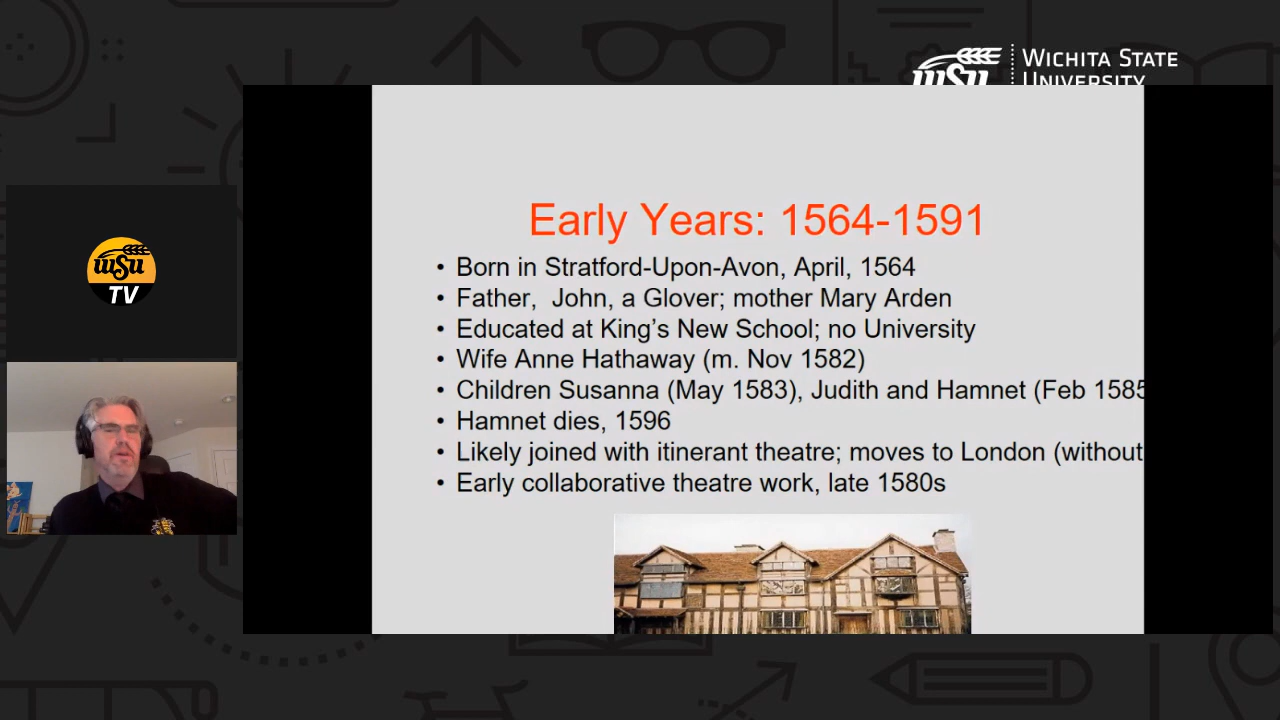 WSU
WICHITA STATE
UNIVERSITY
WSU
TV
Early Years: 1564-1591
• Born in Stratford-Upon-Avon, April, 1564
• Father, John, a Glover; mother Mary Arden
• Educated at King's New School; no University
• Wife Anne Hathaway (m. Nov 1582)
• Children Susanna (May 1583), Judith and Hamnet (Feb 1585
• Hamnet dies, 1596
• Likely joined with itinerant theatre; moves to London (without
• Early collaborative theatre work, late 1580s